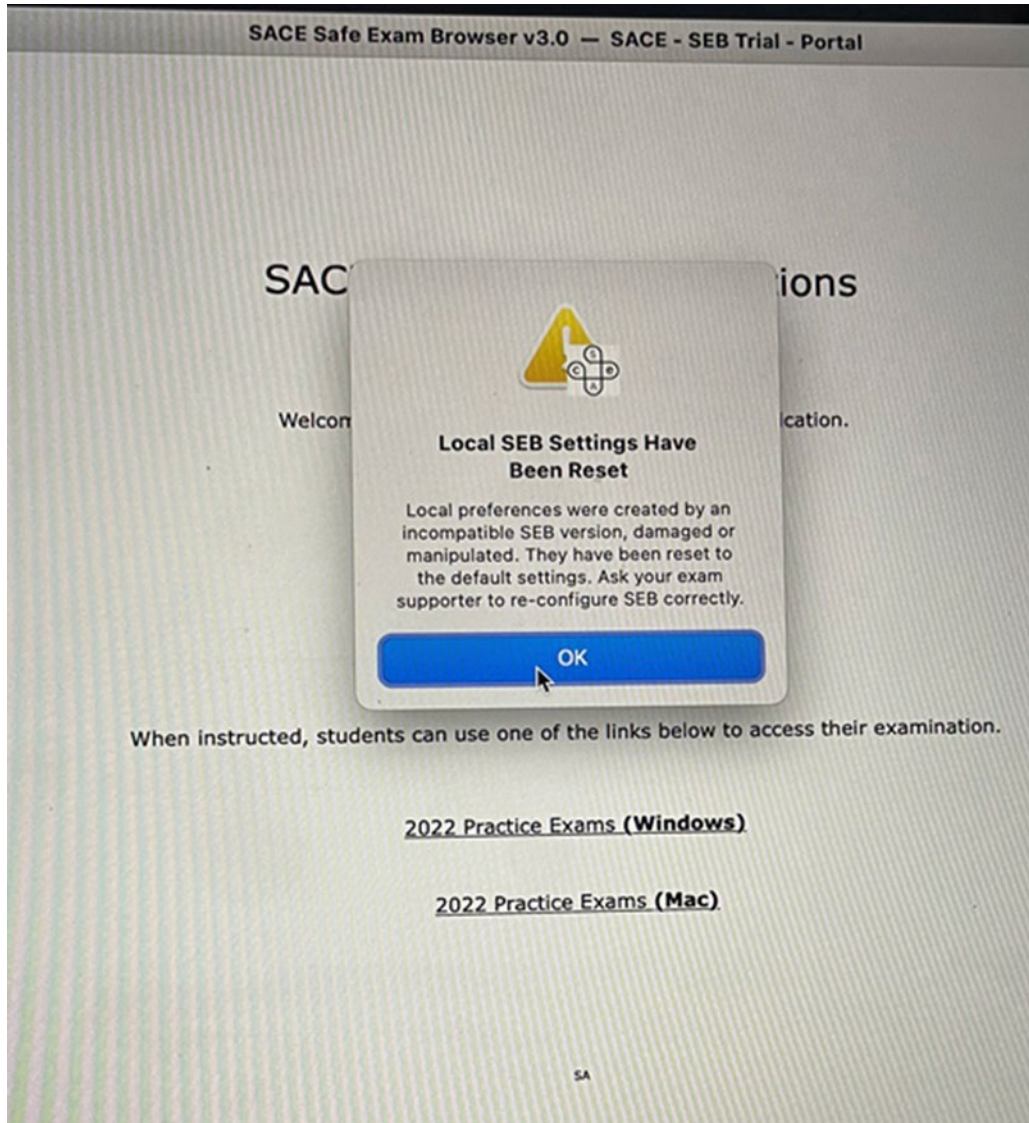 SACE Safe Exam Browser v3.0 — SACE - SEB Trial - Portal
SAC ions
Welcom ication.
Local SEB Settings Have
Been Reset
Local preferences were created by an
incompatible SEB version, damaged or
manipulated. They have been reset to
the default settings. Ask your exam
supporter to re-configure SEB correctly.
OK
When instructed, students can use one of the links below to access their examination.
2022 Practice Exams (Windows)
2022 Practice Exams (Mac)
SA